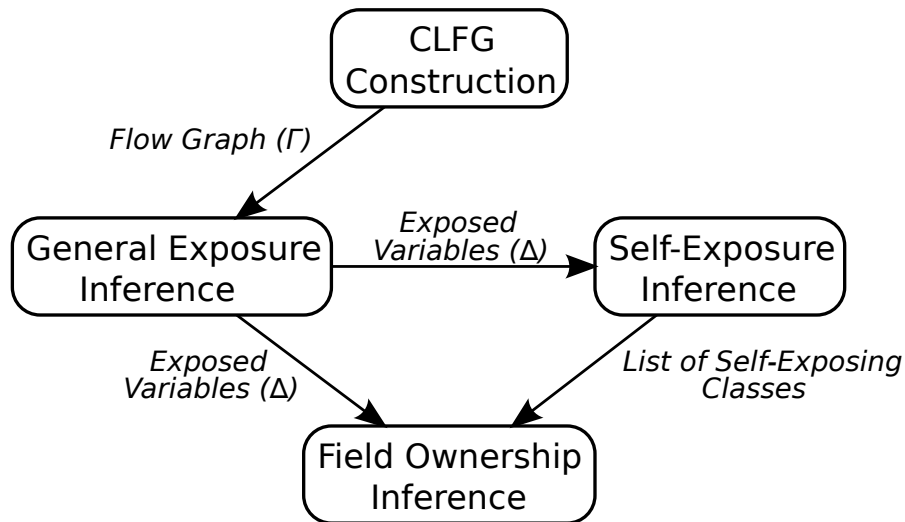 CLFG
Construction
Flow Graph (Γ)
Exposed
Variables (Δ)
General Exposure
Inference
Self-Exposure
Inference
Exposed
Variables (Δ)
List of Self-Exposing
Classes
Field Ownership
Inference